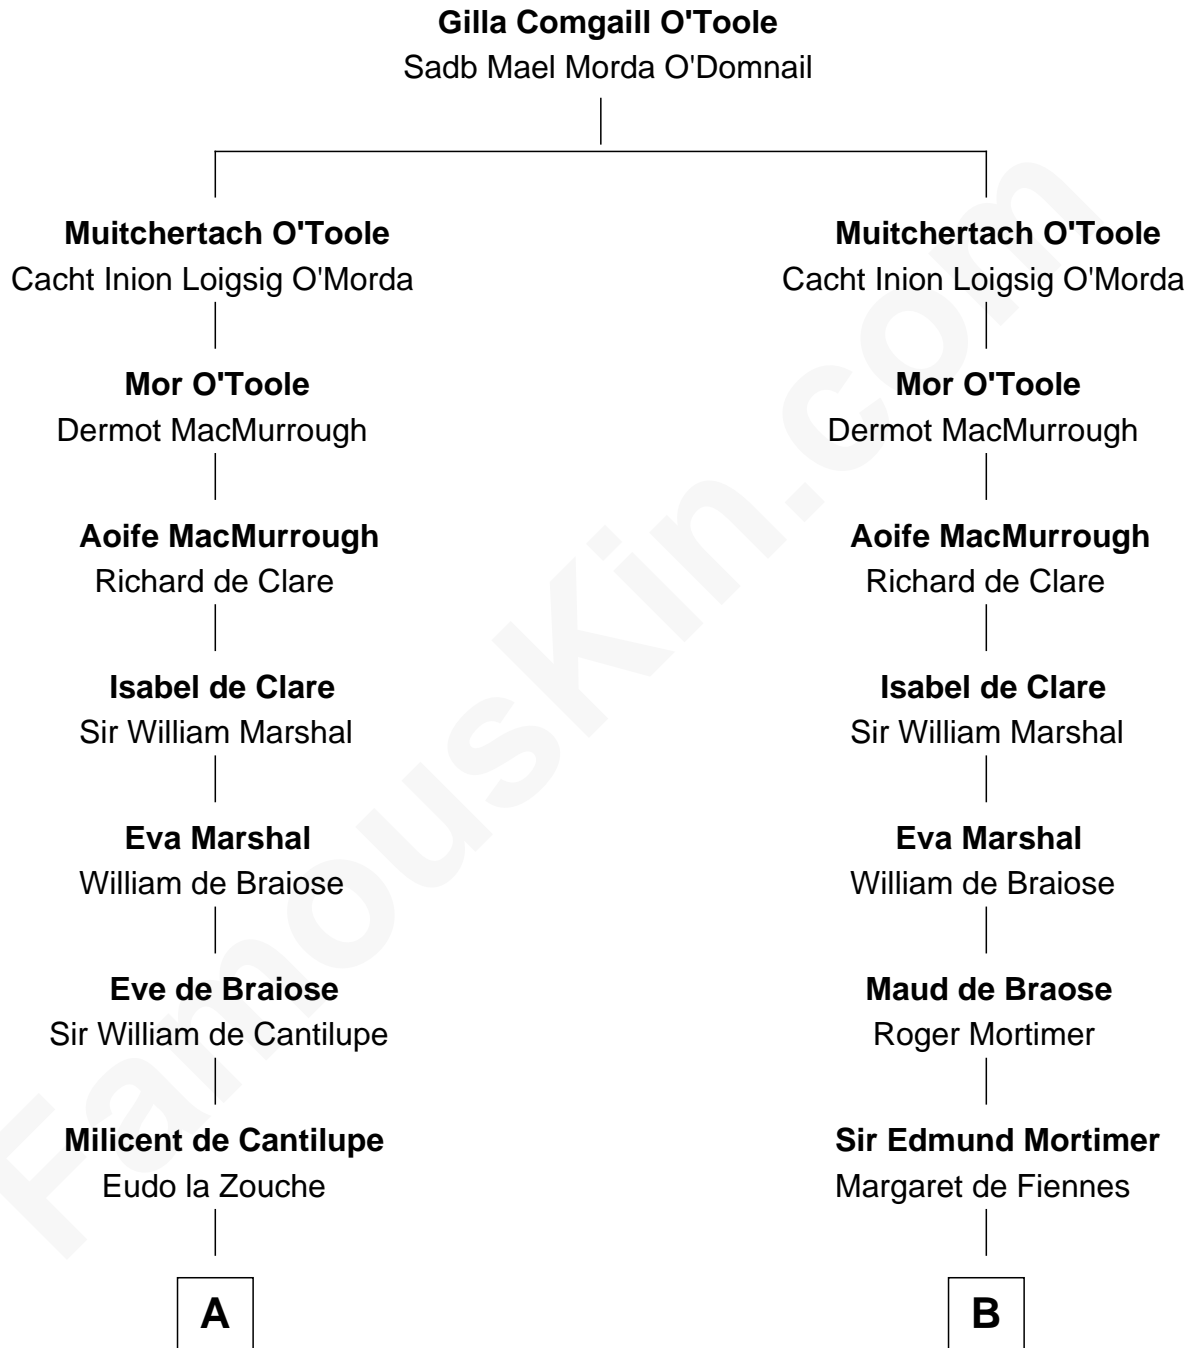 Gilla Comgaill O'Toole
Sadb Mael Morda O'Domnail
Muitchertach O'Toole
Cacht Inion Loigsig O'Morda
Mor O'Toole
Dermot MacMurrough
Aoife MacMurrough
Richard de Clare
Isabel de Clare
Sir William Marshal
Eva Marshal
William de Braiose
Eve de Braiose
Sir William de Cantilupe
Milicent de Cantilupe
Eudo la Zouche
A
Muitchertach O'Toole
Cacht Inion Loigsig O'Morda
Mor O'Toole
Dermot MacMurrough
Aoife MacMurrough
Richard de Clare
Isabel de Clare
Sir William Marshal
Eva Marshal
William de Braiose
Maud de Braose
Roger Mortimer
Sir Edmund Mortimer
Margaret de Fiennes
B
FamousKin.com